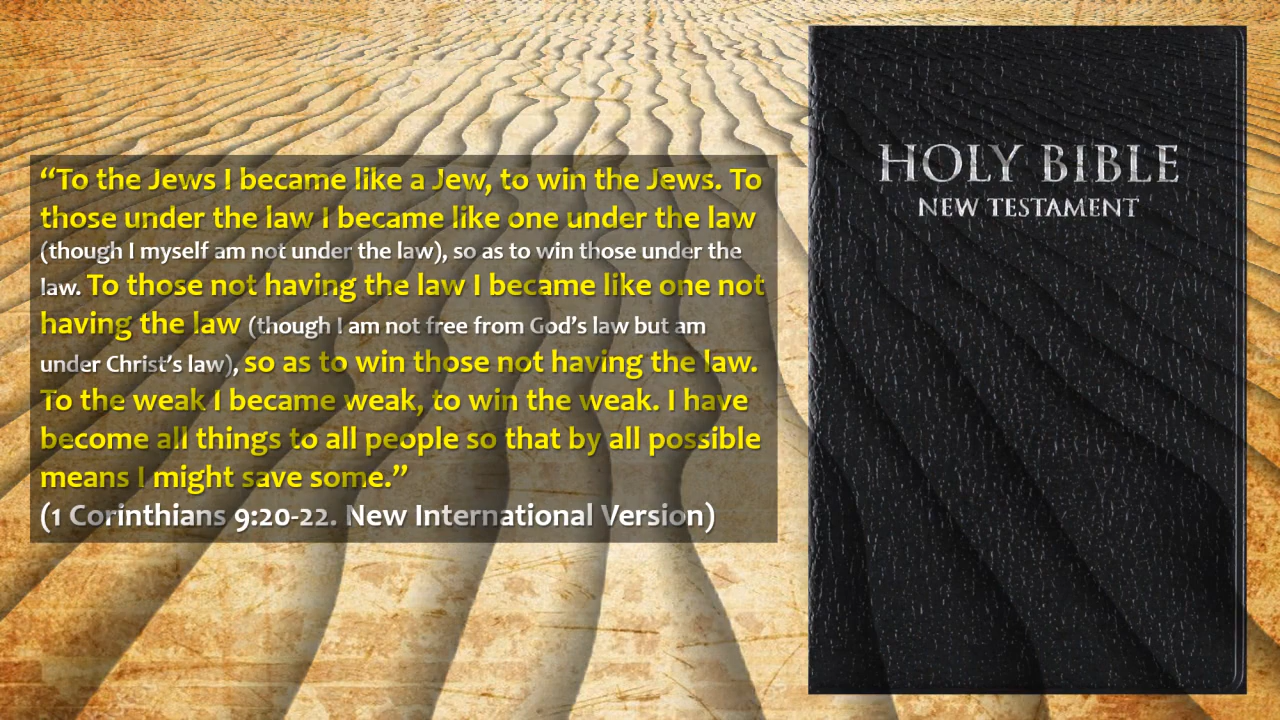 “To the Jews I became like a Jew, to win the Jews. To
those under the law I became like one under the law
(though I myself am not under the law), so as to win those under the
law. To those not having the law I became like one not
having the law (though I am not free from God’s law but am
under Christ’s law), so as to win those not having the law.
To the weak I became weak, to win the weak. I have
become all things to all people so that by all possible
means I might save some.”
(1 Corinthians 9:20-22. New International Version)
HOLY BIBLE
NEW TESTAMENT